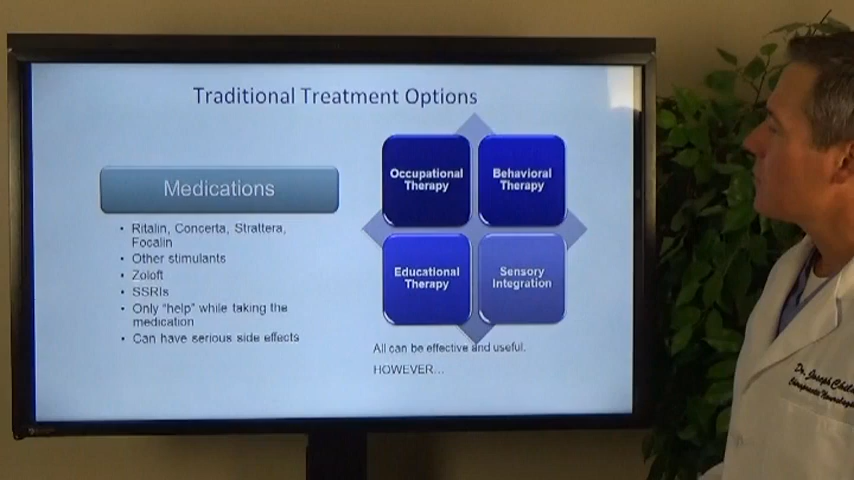 Traditional Treatment Options
Medications
• Ritalin, Concerta, Strattera,
Focalin
• Other stimulants
• Zoloft
• SSRIs
• Only “help” while taking the
medication
• Can have serious side effects
Occupational
Therapy
Behavioral
Therapy
Educational
Therapy
Sensory
Integration
All can be effective and useful.
HOWEVER...
Dr. Joseph